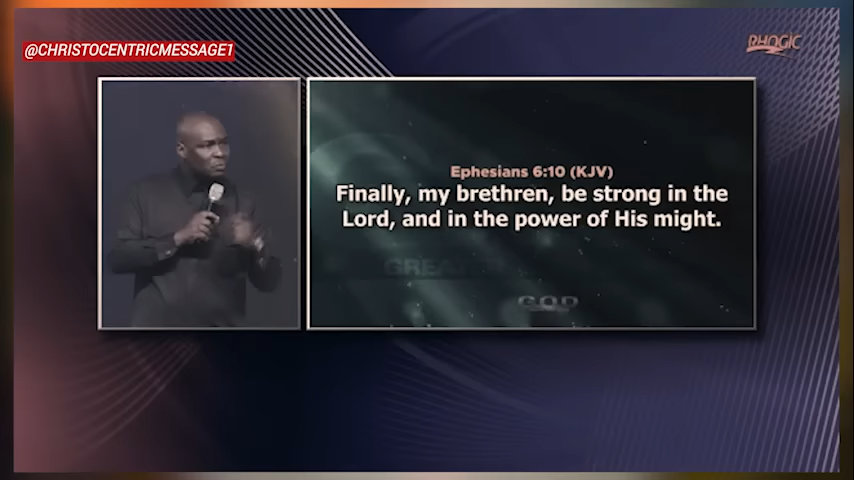 @CHRISTOCENTRICMESSAGE1
RHOGIC
Ephesians 6:10 (KJV)
Finally, my brethren, be strong in the
Lord, and in the power of His might.
GOD